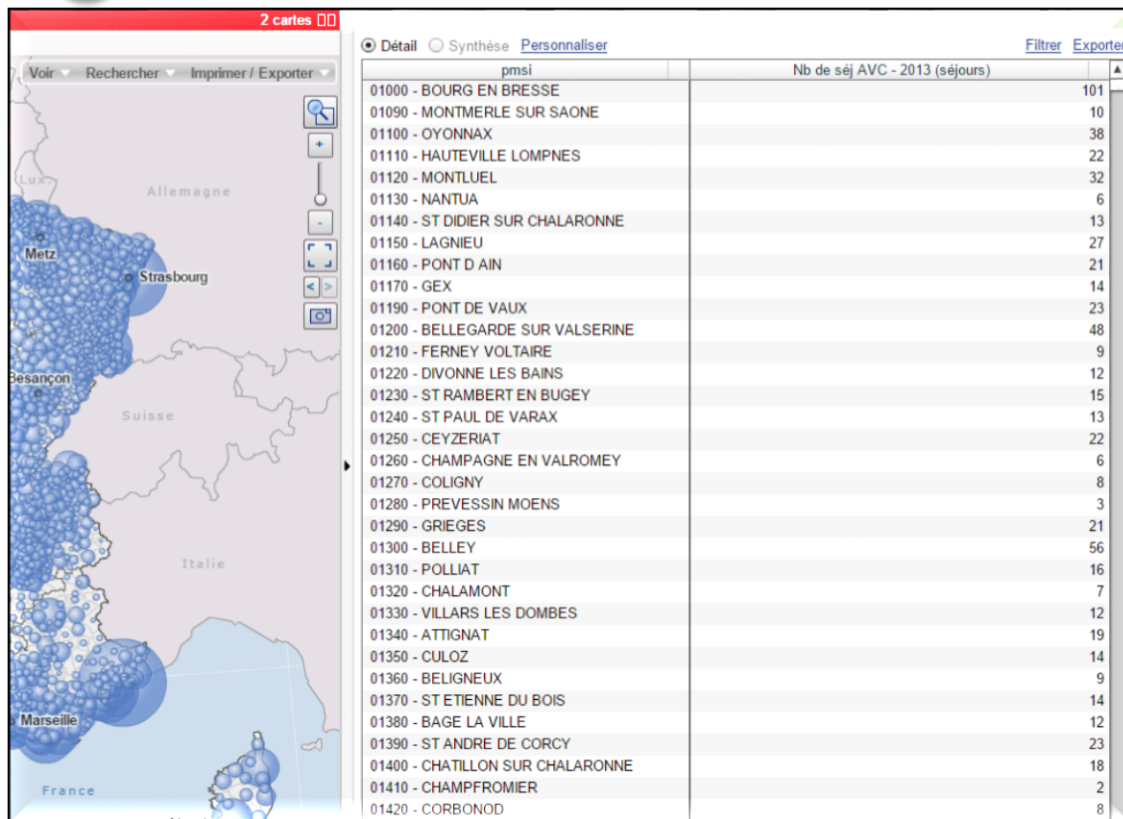 2 cartes
Détail Synthèse Personnaliser Filtrer Exporter
Voir Rechercher Imprimer / Exporter
pmsi Nb de séj AVC - 2013 (séjours)
01000 - BOURG EN BRESSE 101
01090 - MONTMERLE SUR SAONE 10
01100 - OYONNAX 38
01110 - HAUTEVILLE LOMPNES 22
01120 - MONTLUEL 32
01130 - NANTUA 6
01140 - ST DIDIER SUR CHALARONNE 13
01150 - LAGNIEU 27
01160 - PONT D AIN 21
01170 - GEX 14
01190 - PONT DE VAUX 23
01200 - BELLEGARDE SUR VALSERINE 48
01210 - FERNEY VOLTAIRE 9
01220 - DIVONNE LES BAINS 12
01230 - ST RAMBERT EN BUGEY 15
01240 - ST PAUL DE VARAX 13
01250 - CEYZERIAT 22
01260 - CHAMPAGNE EN VALROMEY 6
01270 - COLIGNY 8
01280 - PREVESSIN MOENS 3
01290 - GRIEGES 21
01300 - BELLEY 56
01310 - POLLIAT 16
01320 - CHALAMONT 7
01330 - VILLARS LES DOMBES 12
01340 - ATTIGNAT 19
01350 - CULOZ 14
01360 - BELIGNEUX 9
01370 - ST ETIENNE DU BOIS 14
01380 - BAGE LA VILLE 12
01390 - ST ANDRE DE CORCY 23
01400 - CHATILLON SUR CHALARONNE 18
01410 - CHAMPFROMIER 2
01420 - CORBONOD 8
Lux.
Allemagne
Metz
Strasbourg
Besançon
Suisse
Italie
Marseille
France